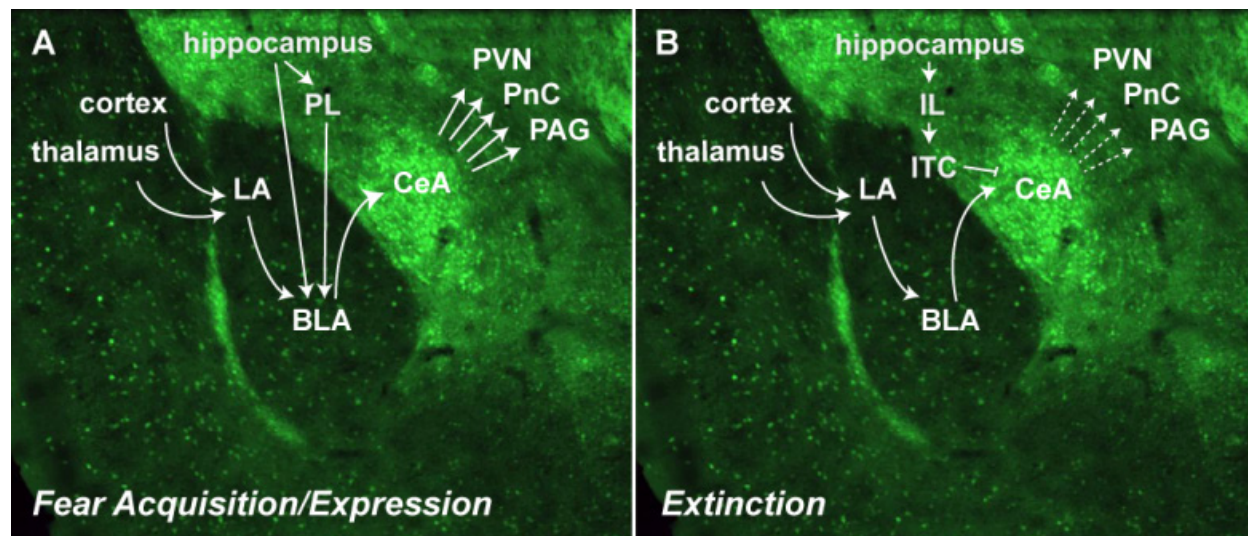 A
hippocampus
PVN
PnC
PAG
cortex
PL
thalamus
LA
CeA
BLA
Fear Acquisition/Expression
B
hippocampus
PVN
PnC
PAG
cortex
IL
thalamus
ITC
LA
CeA
BLA
Extinction